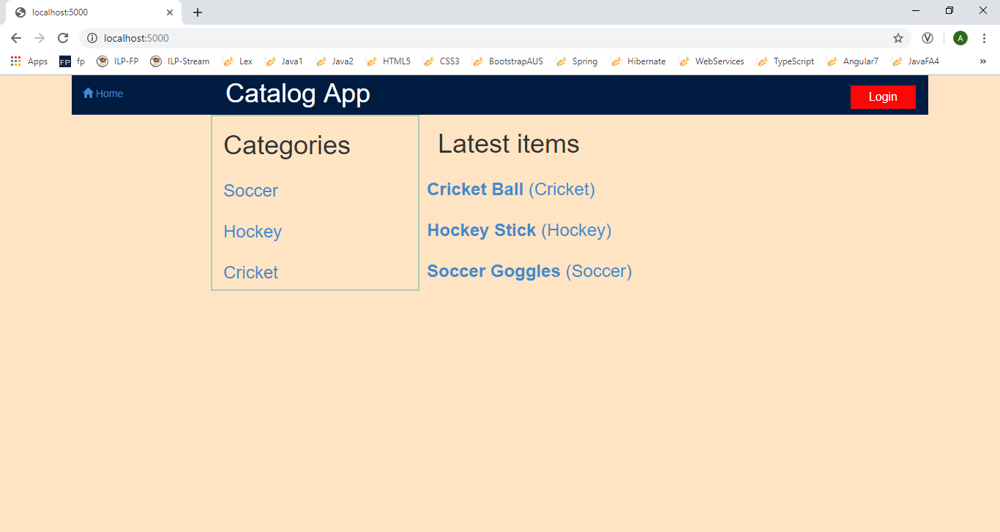 localhost:5000
localhost:5000
A
Apps fp ILP-FP ILP-Stream Lex Java1 Java2 HTML5 CSS3 BootstrapAUS Spring Hibernate WebServices TypeScript Angular7 JavaFA4 »
Home Catalog App Login
Categories
Soccer
Hockey
Cricket
Latest items
Cricket Ball (Cricket)
Hockey Stick (Hockey)
Soccer Goggles (Soccer)